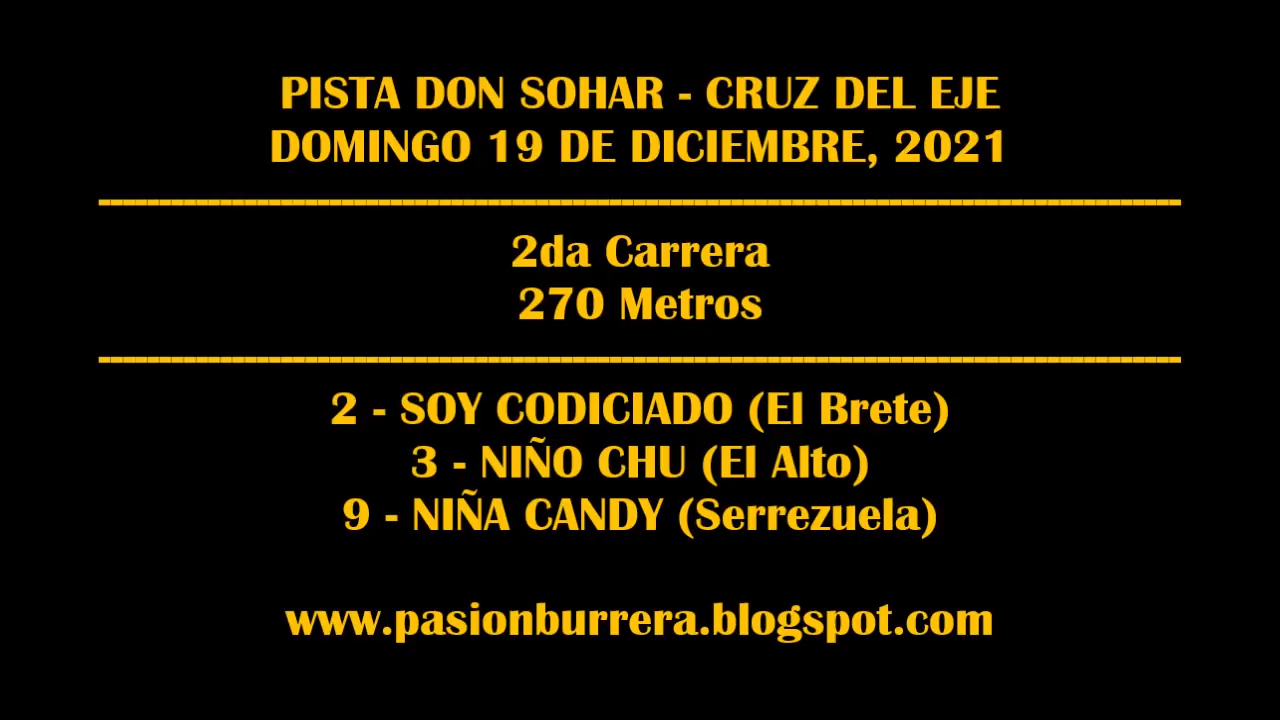 PISTA DON SOHAR - CRUZ DEL EJE
DOMINGO 19 DE DICIEMBRE, 2021
2da Carrera
270 Metros
2 - SOY CODICIADO (El Brete)
3 - NIÑO CHU (El Alto)
9 - NIÑA CANDY (Serrezuela)
www.pasionburrera.blogspot.com